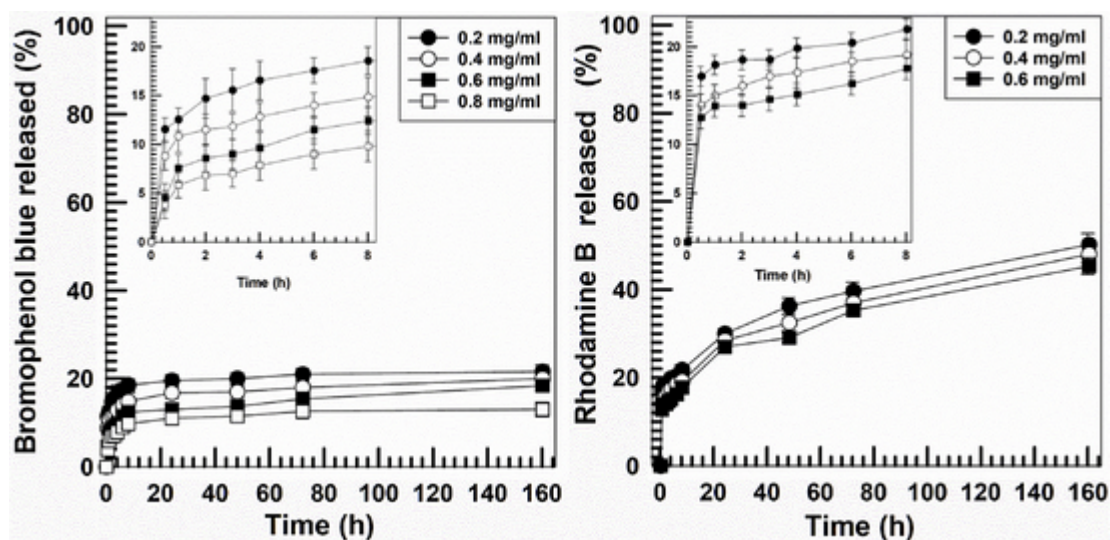 Bromophenol blue released (%)
100
80
60
40
20
0
0 20 40 60 80 100 120 140 160
Time (h)
20
15
10
5
0
0 2 4 6 8
Time (h)
0.2 mg/ml
0.4 mg/ml
0.6 mg/ml
0.8 mg/ml
Rhodamine B released (%)
100
80
60
40
20
0
0 20 40 60 80 100 120 140 160
Time (h)
20
15
10
5
0
0 2 4 6 8
Time (h)
0.2 mg/ml
0.4 mg/ml
0.6 mg/ml